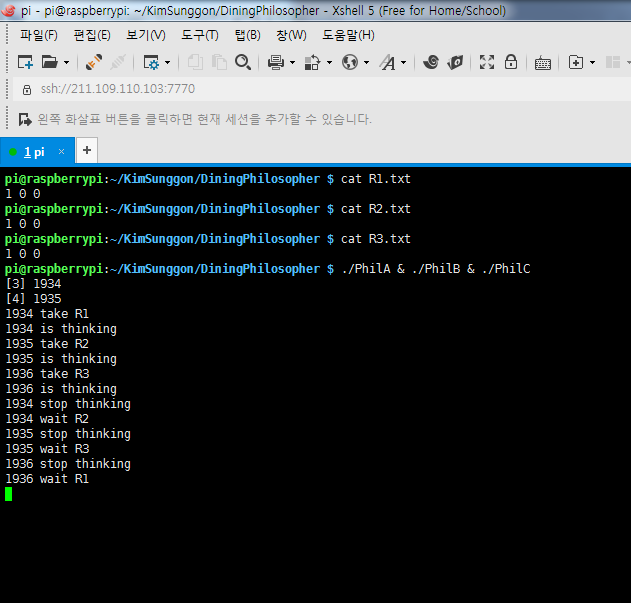 pi - pi@raspberrypi: ~/KimSunggon/DiningPhilosopher - Xshell 5 (Free for Home/School)
파일(F) 편집(E) 보기(V) 도구(T) 탭(B) 창(W) 도움말(H)
ssh://211.109.110.103:7770
왼쪽 화살표 버튼을 클릭하면 현재 세션을 추가할 수 있습니다.
1 pi × +
pi@raspberrypi:~/KimSunggon/DiningPhilosopher $ cat R1.txt
1 0 0
pi@raspberrypi:~/KimSunggon/DiningPhilosopher $ cat R2.txt
1 0 0
pi@raspberrypi:~/KimSunggon/DiningPhilosopher $ cat R3.txt
1 0 0
pi@raspberrypi:~/KimSunggon/DiningPhilosopher $ ./PhilA & ./PhilB & ./PhilC
[3] 1934
[4] 1935
1934 take R1
1934 is thinking
1935 take R2
1935 is thinking
1936 take R3
1936 is thinking
1934 stop thinking
1934 wait R2
1935 stop thinking
1935 wait R3
1936 stop thinking
1936 wait R1